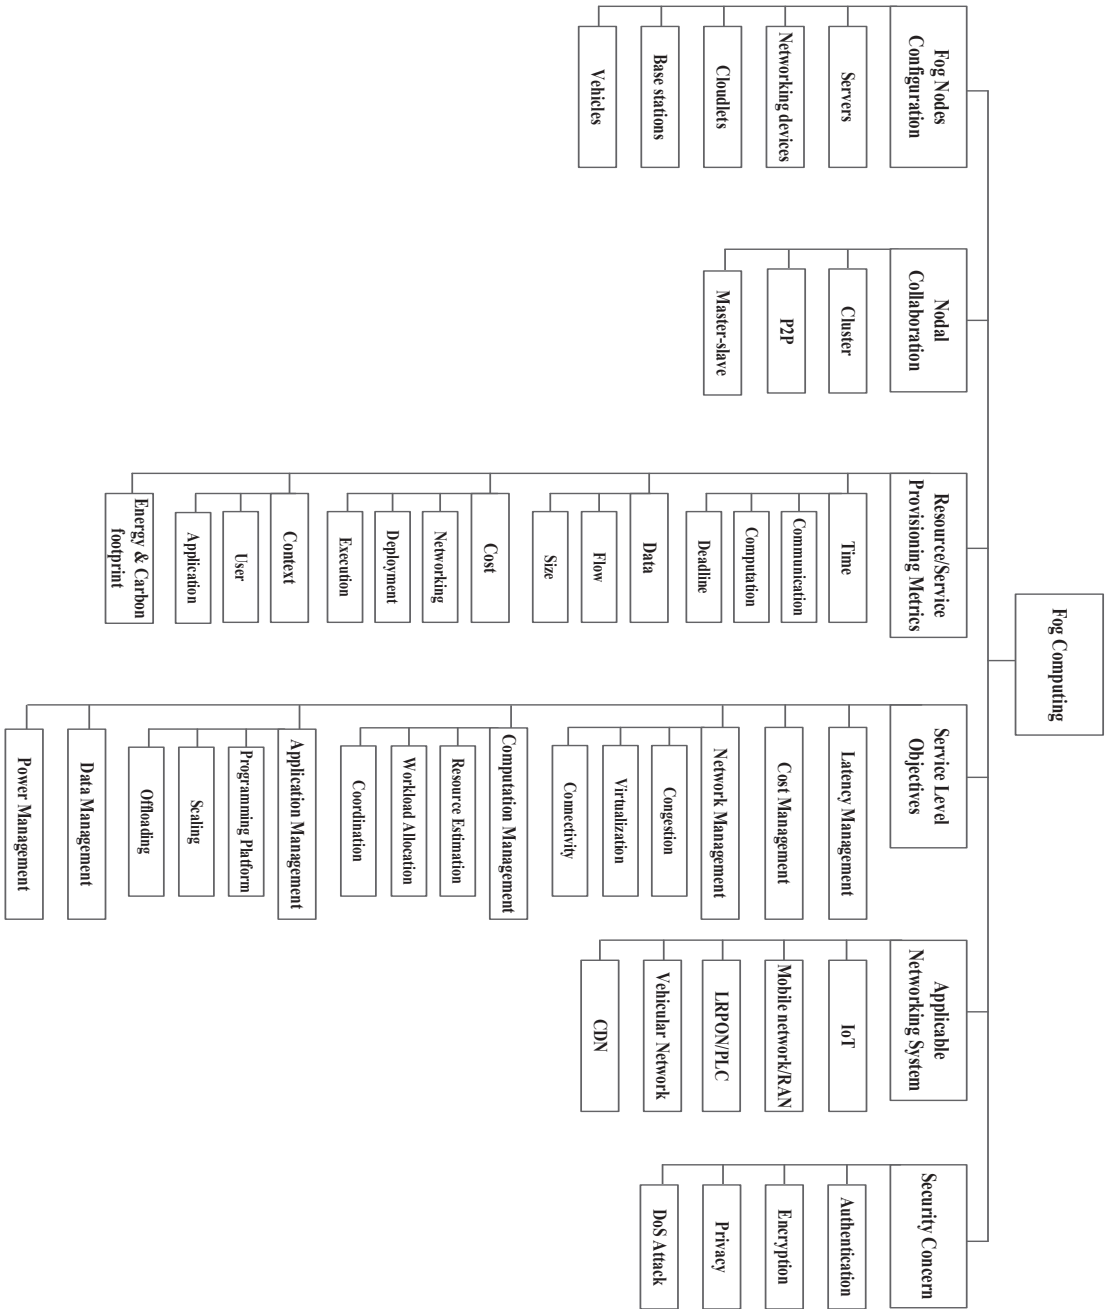 Fog Computing
Fog Nodes
Configuration
Servers
Networking devices
Cloudlets
Base stations
Vehicles
Nodal
Collaboration
Cluster
P2P
Master-slave
Resource/Service
Provisioning Metrics
Time
Communication
Computation
Deadline
Data
Flow
Size
Cost
Networking
Deployment
Execution
Context
User
Application
Energy & Carbon
footprint
Service Level
Objectives
Latency Management
Cost Management
Network Management
Congestion
Virtualization
Connectivity
Computation Management
Resource Estimation
Workload Allocation
Coordination
Application Management
Programming Platform
Scaling
Offloading
Data Management
Power Management
Applicable
Networking System
IoT
Mobile network/RAN
LRPON/PLC
Vehicular Network
CDN
Security Concern
Authentication
Encryption
Privacy
DoS Attack